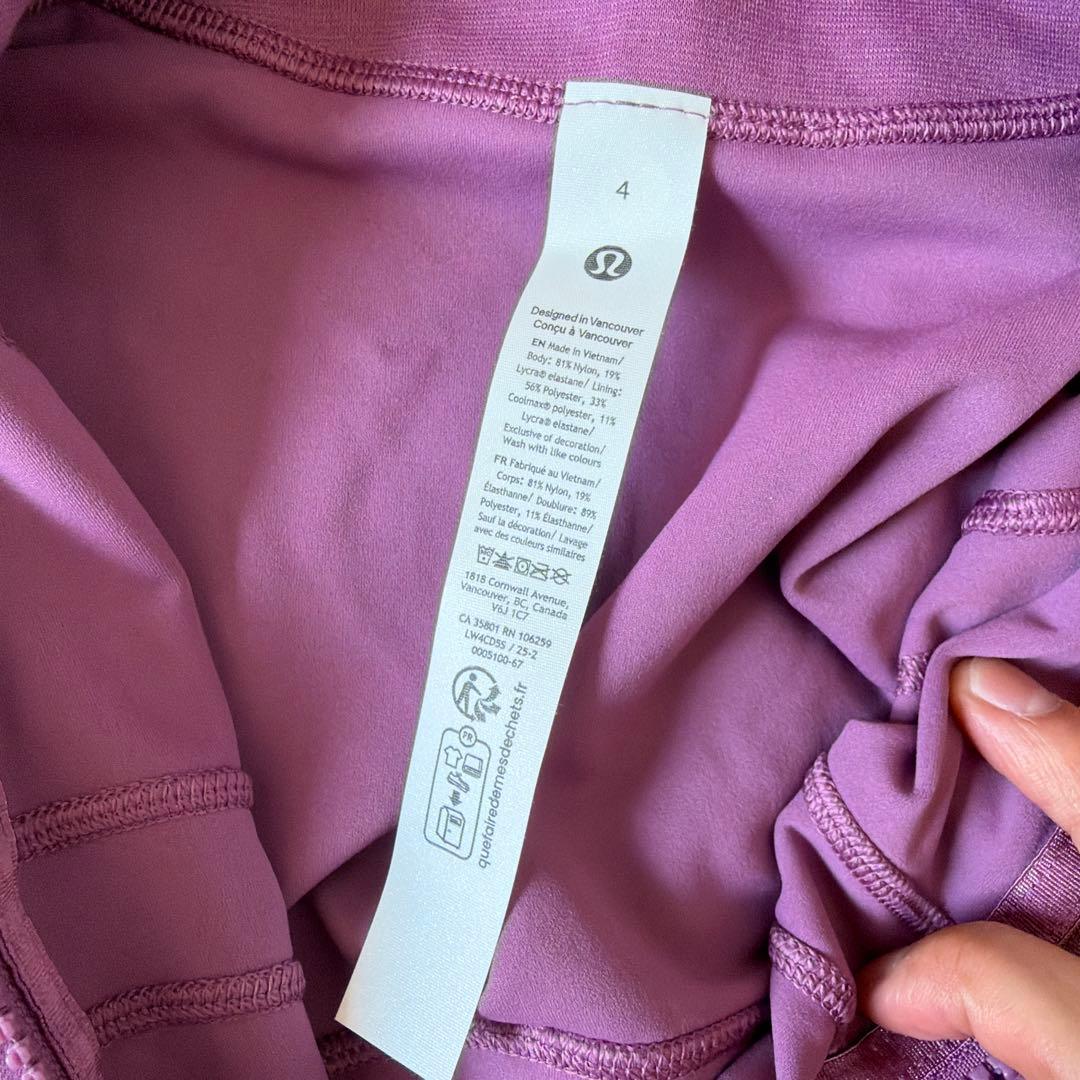 4
Designed in Vancouver
Conçu à Vancouver
EN Made in Vietnam/
Body: 81% Nylon, 19%
Lycra® elastane/ Lining:
56% Polyester, 33%
Coolmax® polyester, 11%
Lycra® elastane/
Exclusive of decoration/
Wash with like colours
FR Fabriqué au Vietnam/
Corps: 81% Nylon, 19%
Élasthanne/ Doublure: 89%
Polyester, 11% Élasthanne/
Sauf la décoration/ Lavage
avec des couleurs similaires
1818 Cornwall Avenue,
Vancouver, BC, Canada
V6J 1C7
CA 35801 RN 106259
LW4CD5S / 25-2
0005100-67
FR
quefairedemesdechets.fr